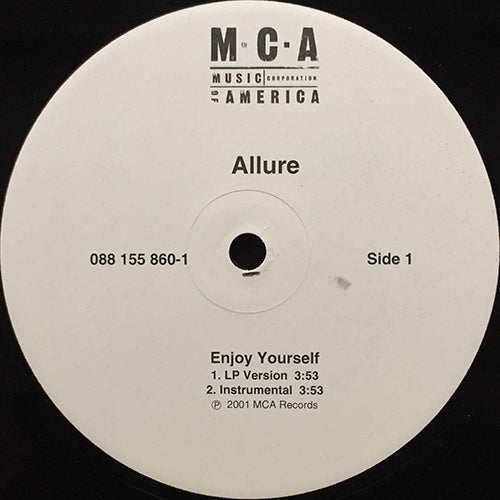 M·C·A
MUSIC CORPORATION
OF AMERICA
Allure
088 155 860-1 Side 1
Enjoy Yourself
1. LP Version 3:53
2. Instrumental 3:53
℗ 2001 MCA Records